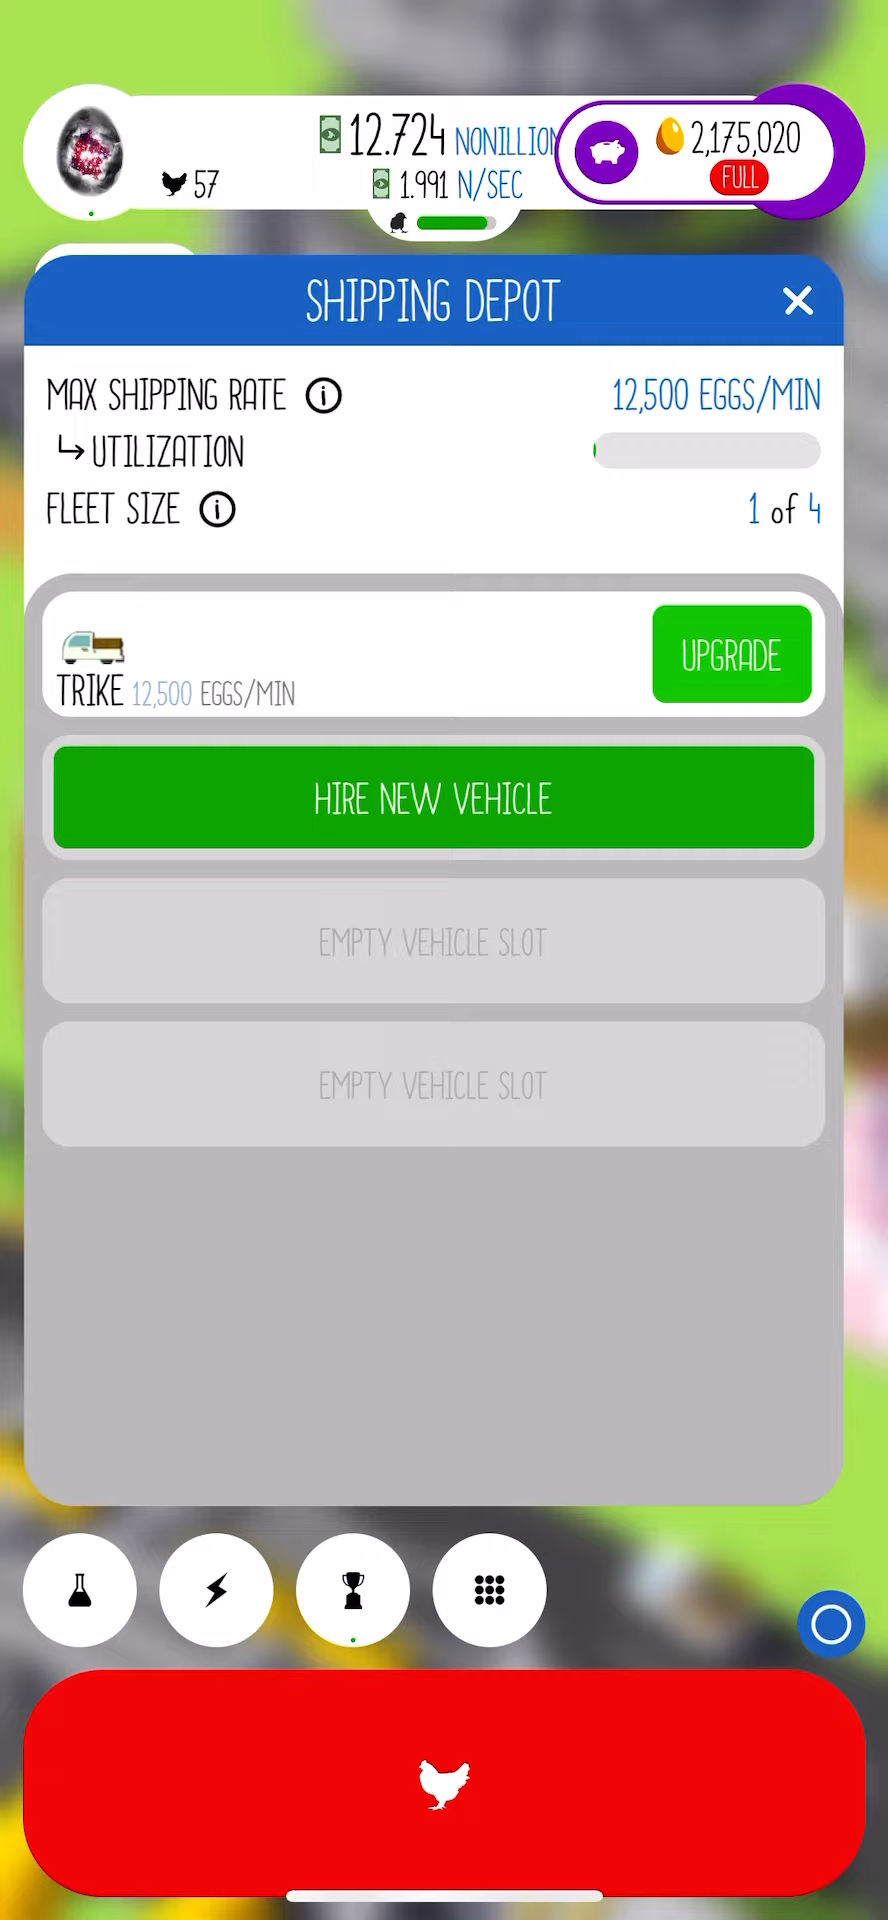 12.724 NONILLION
2,175,020
57
1.991 N/SEC
FULL
SHIPPING DEPOT
MAX SHIPPING RATE
12,500 EGGS/MIN
UTILIZATION
FLEET SIZE
1 of 4
UPGRADE
TRIKE 12,500 EGGS/MIN
HIRE NEW VEHICLE
EMPTY VEHICLE SLOT
EMPTY VEHICLE SLOT